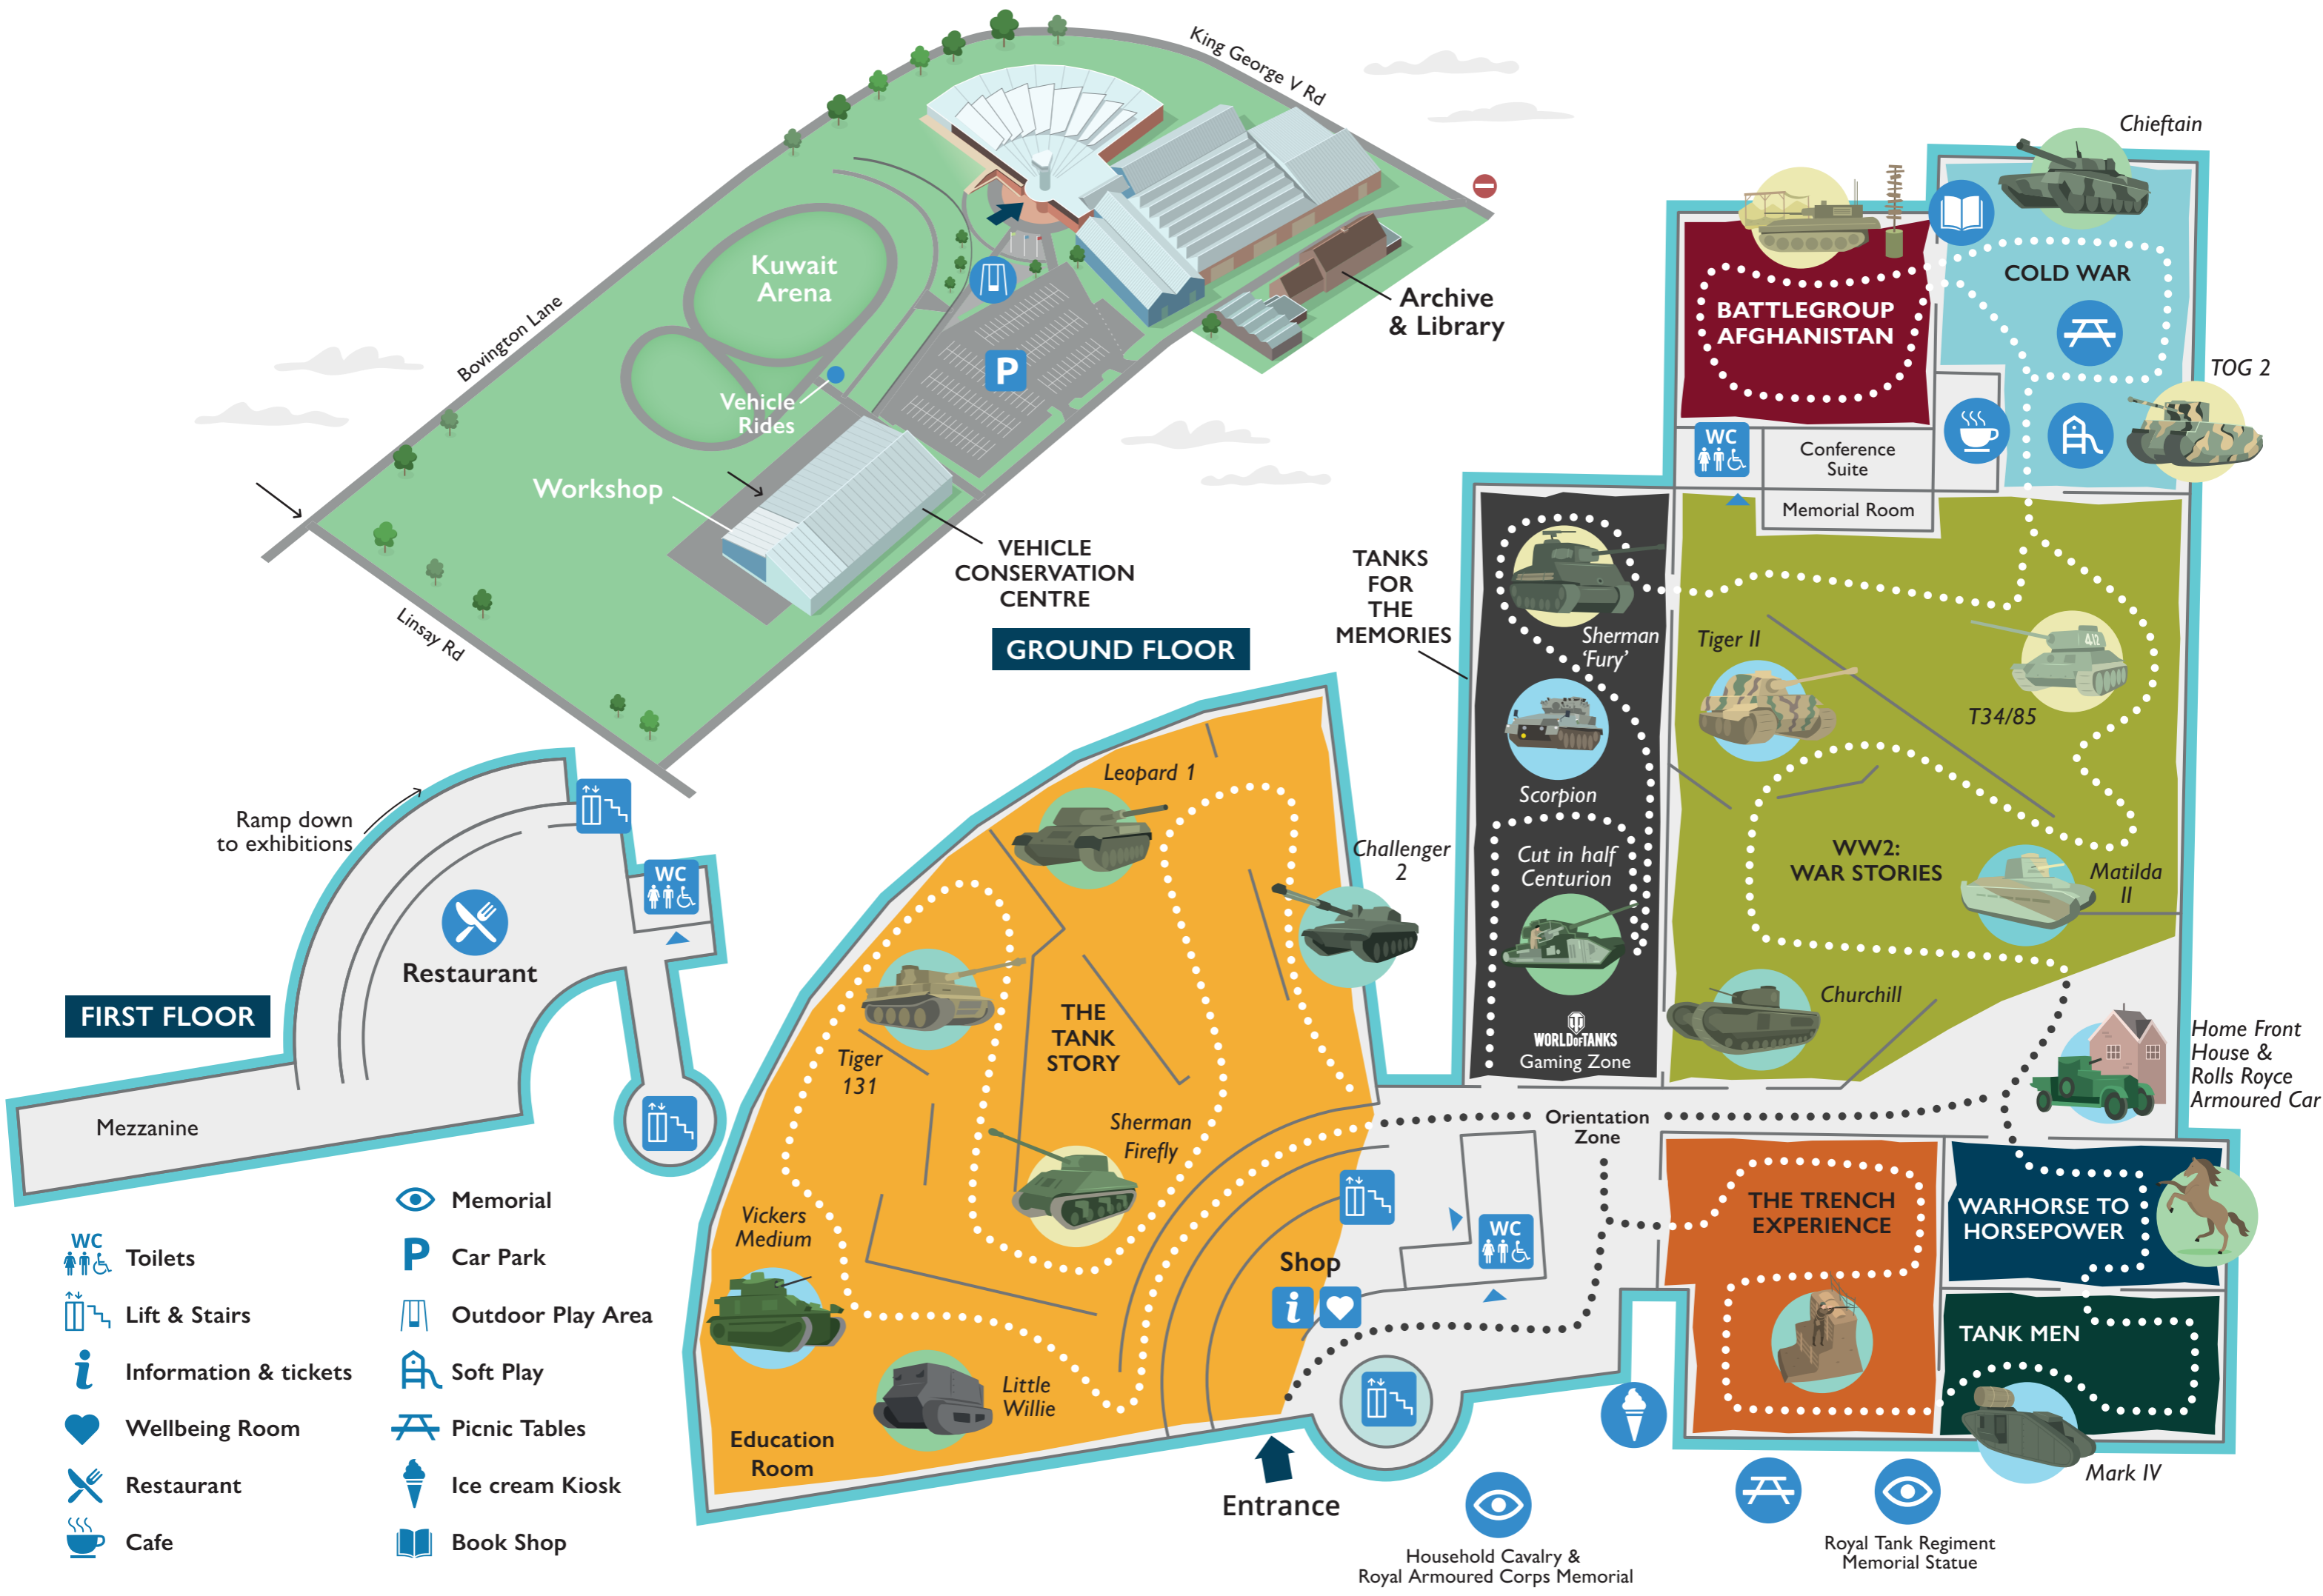 King George V Rd
Bovington Lane
Linsay Rd
Kuwait
Arena
Vehicle
Rides
P
Archive
& Library
Workshop
VEHICLE
CONSERVATION
CENTRE
GROUND FLOOR
Ramp down
to exhibitions
WC
Restaurant
FIRST FLOOR
Mezzanine
Chieftain
COLD WAR
BATTLEGROUP
AFGHANISTAN
TOG 2
WC
Conference
Suite
Memorial Room
TANKS
FOR
THE
MEMORIES
Sherman
'Fury'
Scorpion
Cut in half
Centurion
WORLD OF TANKS
Gaming Zone
Tiger II
412
T34/85
WW2:
WAR STORIES
Matilda
II
Churchill
Home Front
House &
Rolls Royce
Armoured Car
Leopard 1
Challenger
2
THE
TANK
STORY
Tiger
131
Sherman
Firefly
Vickers
Medium
Little
Willie
Education
Room
Orientation
Zone
Shop
i
WC
THE TRENCH
EXPERIENCE
WARHORSE TO
HORSEPOWER
TANK MEN
Mark IV
Entrance
Household Cavalry &
Royal Armoured Corps Memorial
Royal Tank Regiment
Memorial Statue
WC
Toilets
Lift & Stairs
i Information & tickets
Wellbeing Room
Restaurant
Cafe
Memorial
P Car Park
Outdoor Play Area
Soft Play
Picnic Tables
Ice cream Kiosk
Book Shop